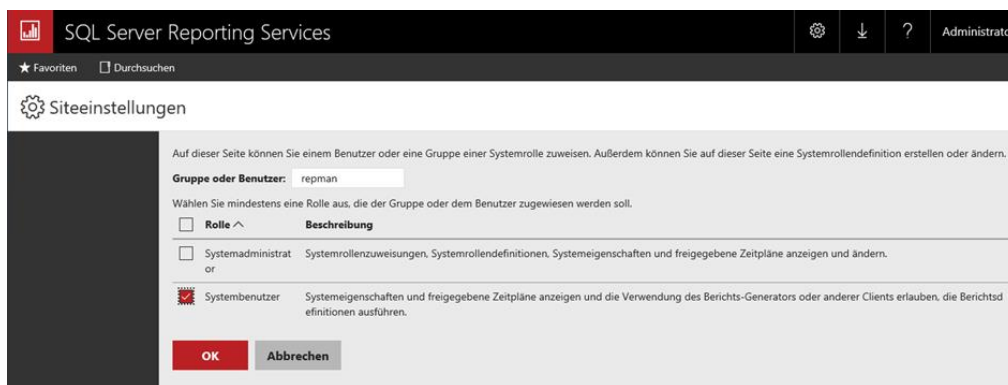 SQL Server Reporting Services
?
Administrato
Favoriten Durchsuchen
Siteeinstellungen
Auf dieser Seite können Sie einem Benutzer oder eine Gruppe einer Systemrolle zuweisen. Außerdem können Sie auf dieser Seite eine Systemrollendefinition erstellen oder ändern.
Gruppe oder Benutzer: repman
Wählen Sie mindestens eine Rolle aus, die der Gruppe oder dem Benutzer zugewiesen werden soll.
Rolle Beschreibung
Systemadministrat Systemrollenzuweisungen, Systemrollendefinitionen, Systemeigenschaften und freigegebene Zeitpläne anzeigen und ändern.
or
Systembenutzer Systemeigenschaften und freigegebene Zeitpläne anzeigen und die Verwendung des Berichts-Generators oder anderer Clients erlauben, die Berichtsd
efinitionen ausführen.
OK Abbrechen